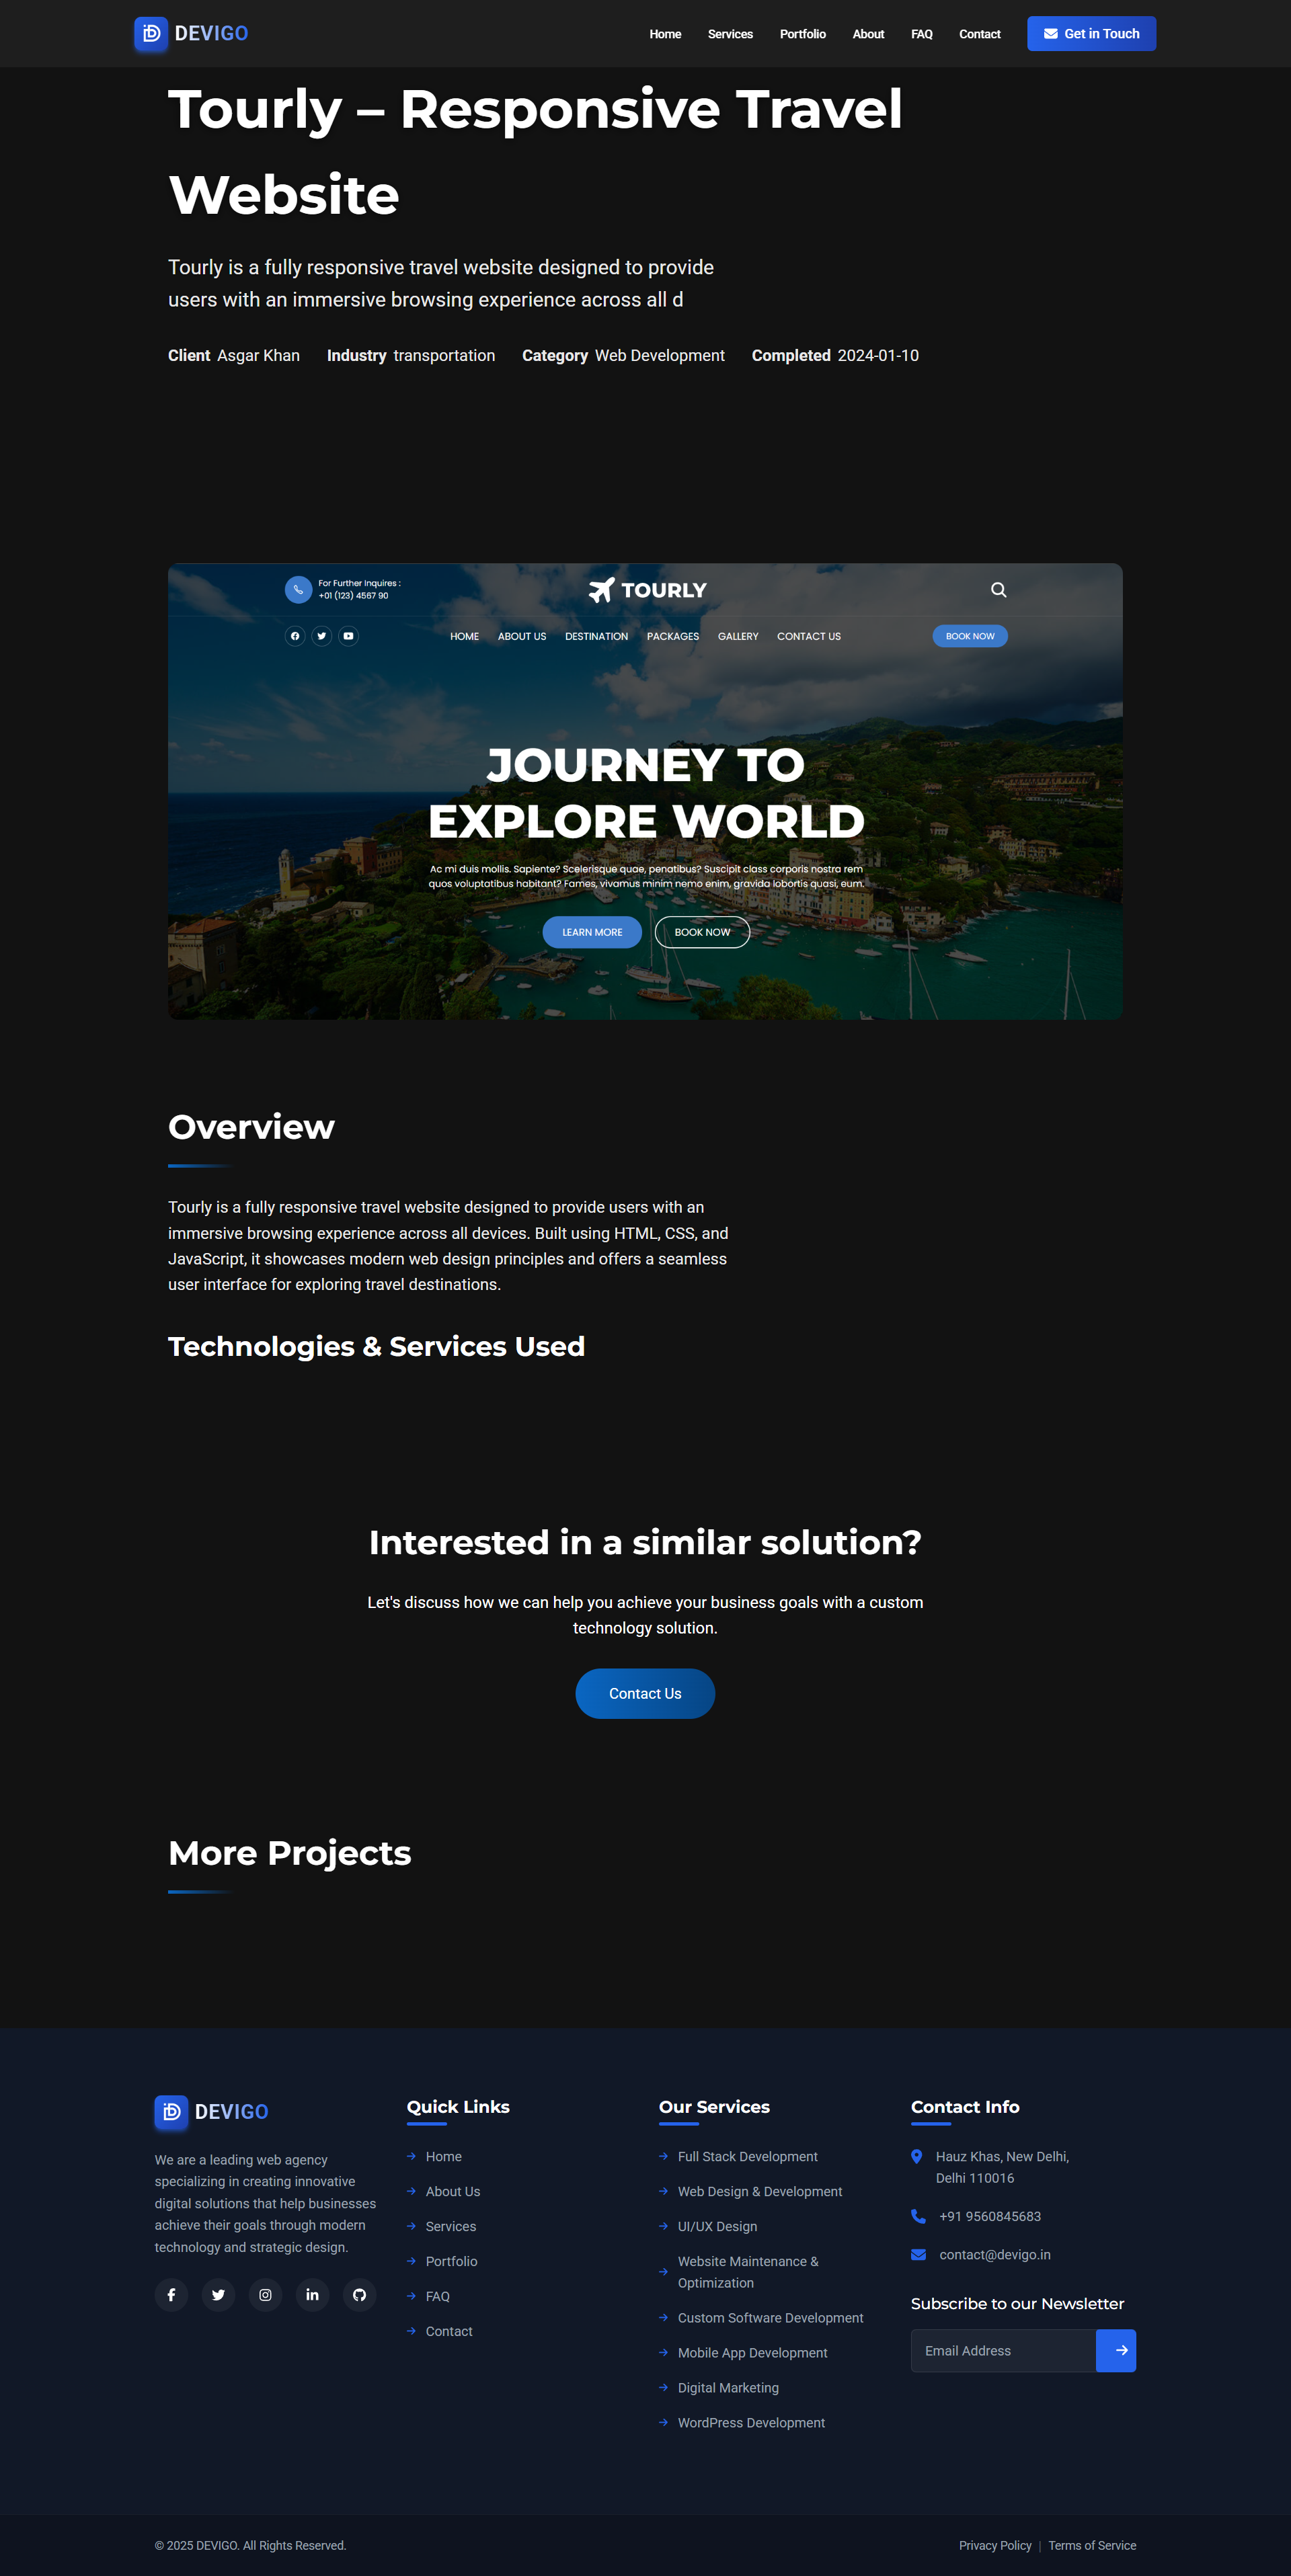 DEVIGO
Home Services Portfolio About FAQ Contact Get in Touch
Tourly – Responsive Travel
Website
Tourly is a fully responsive travel website designed to provide
users with an immersive browsing experience across all d
Client Asgar Khan Industry transportation Category Web Development Completed 2024-01-10
For Further Inquires :
+01 (123) 4567 90
TOURLY
HOME ABOUT US DESTINATION PACKAGES GALLERY CONTACT US
BOOK NOW
JOURNEY TO
EXPLORE WORLD
Ac mi duis mollis. Sapiente? Scelerisque quae, penatibus? Suscipit class corporis nostra rem
quos voluptatibus habitant? Fames, vivamus minim nemo enim, gravida lobortis quasi, eum.
LEARN MORE BOOK NOW
Overview
Tourly is a fully responsive travel website designed to provide users with an
immersive browsing experience across all devices. Built using HTML, CSS, and
JavaScript, it showcases modern web design principles and offers a seamless
user interface for exploring travel destinations.
Technologies & Services Used
Interested in a similar solution?
Let's discuss how we can help you achieve your business goals with a custom
technology solution.
Contact Us
More Projects
DEVIGO
We are a leading web agency
specializing in creating innovative
digital solutions that help businesses
achieve their goals through modern
technology and strategic design.
Quick Links
Home
About Us
Services
Portfolio
FAQ
Contact
Our Services
Full Stack Development
Web Design & Development
UI/UX Design
Website Maintenance &
Optimization
Custom Software Development
Mobile App Development
Digital Marketing
WordPress Development
Contact Info
Hauz Khas, New Delhi,
Delhi 110016
+91 9560845683
contact@devigo.in
Subscribe to our Newsletter
Email Address
© 2025 DEVIGO. All Rights Reserved.
Privacy Policy | Terms of Service